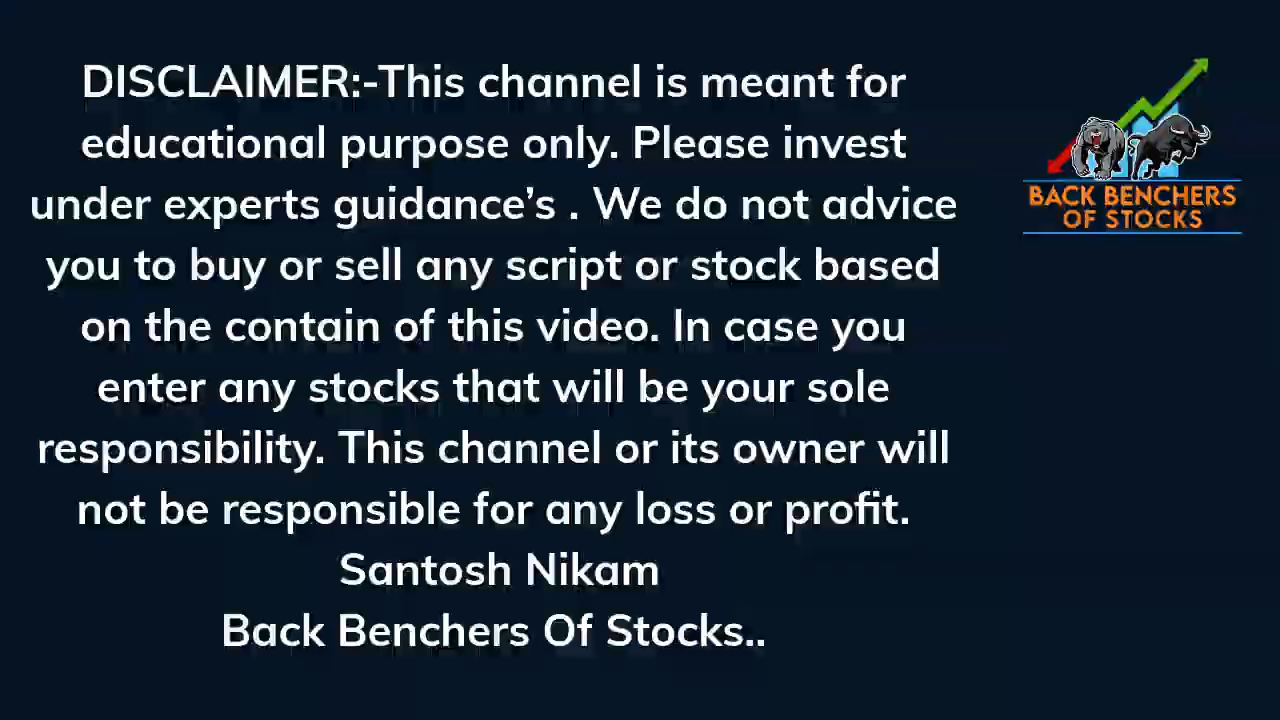 DISCLAIMER:-This channel is meant for
educational purpose only. Please invest
under experts guidance’s . We do not advice
you to buy or sell any script or stock based
on the contain of this video. In case you
enter any stocks that will be your sole
responsibility. This channel or its owner will
not be responsible for any loss or profit.
Santosh Nikam
Back Benchers Of Stocks..
BACK BENCHERS
OF STOCKS